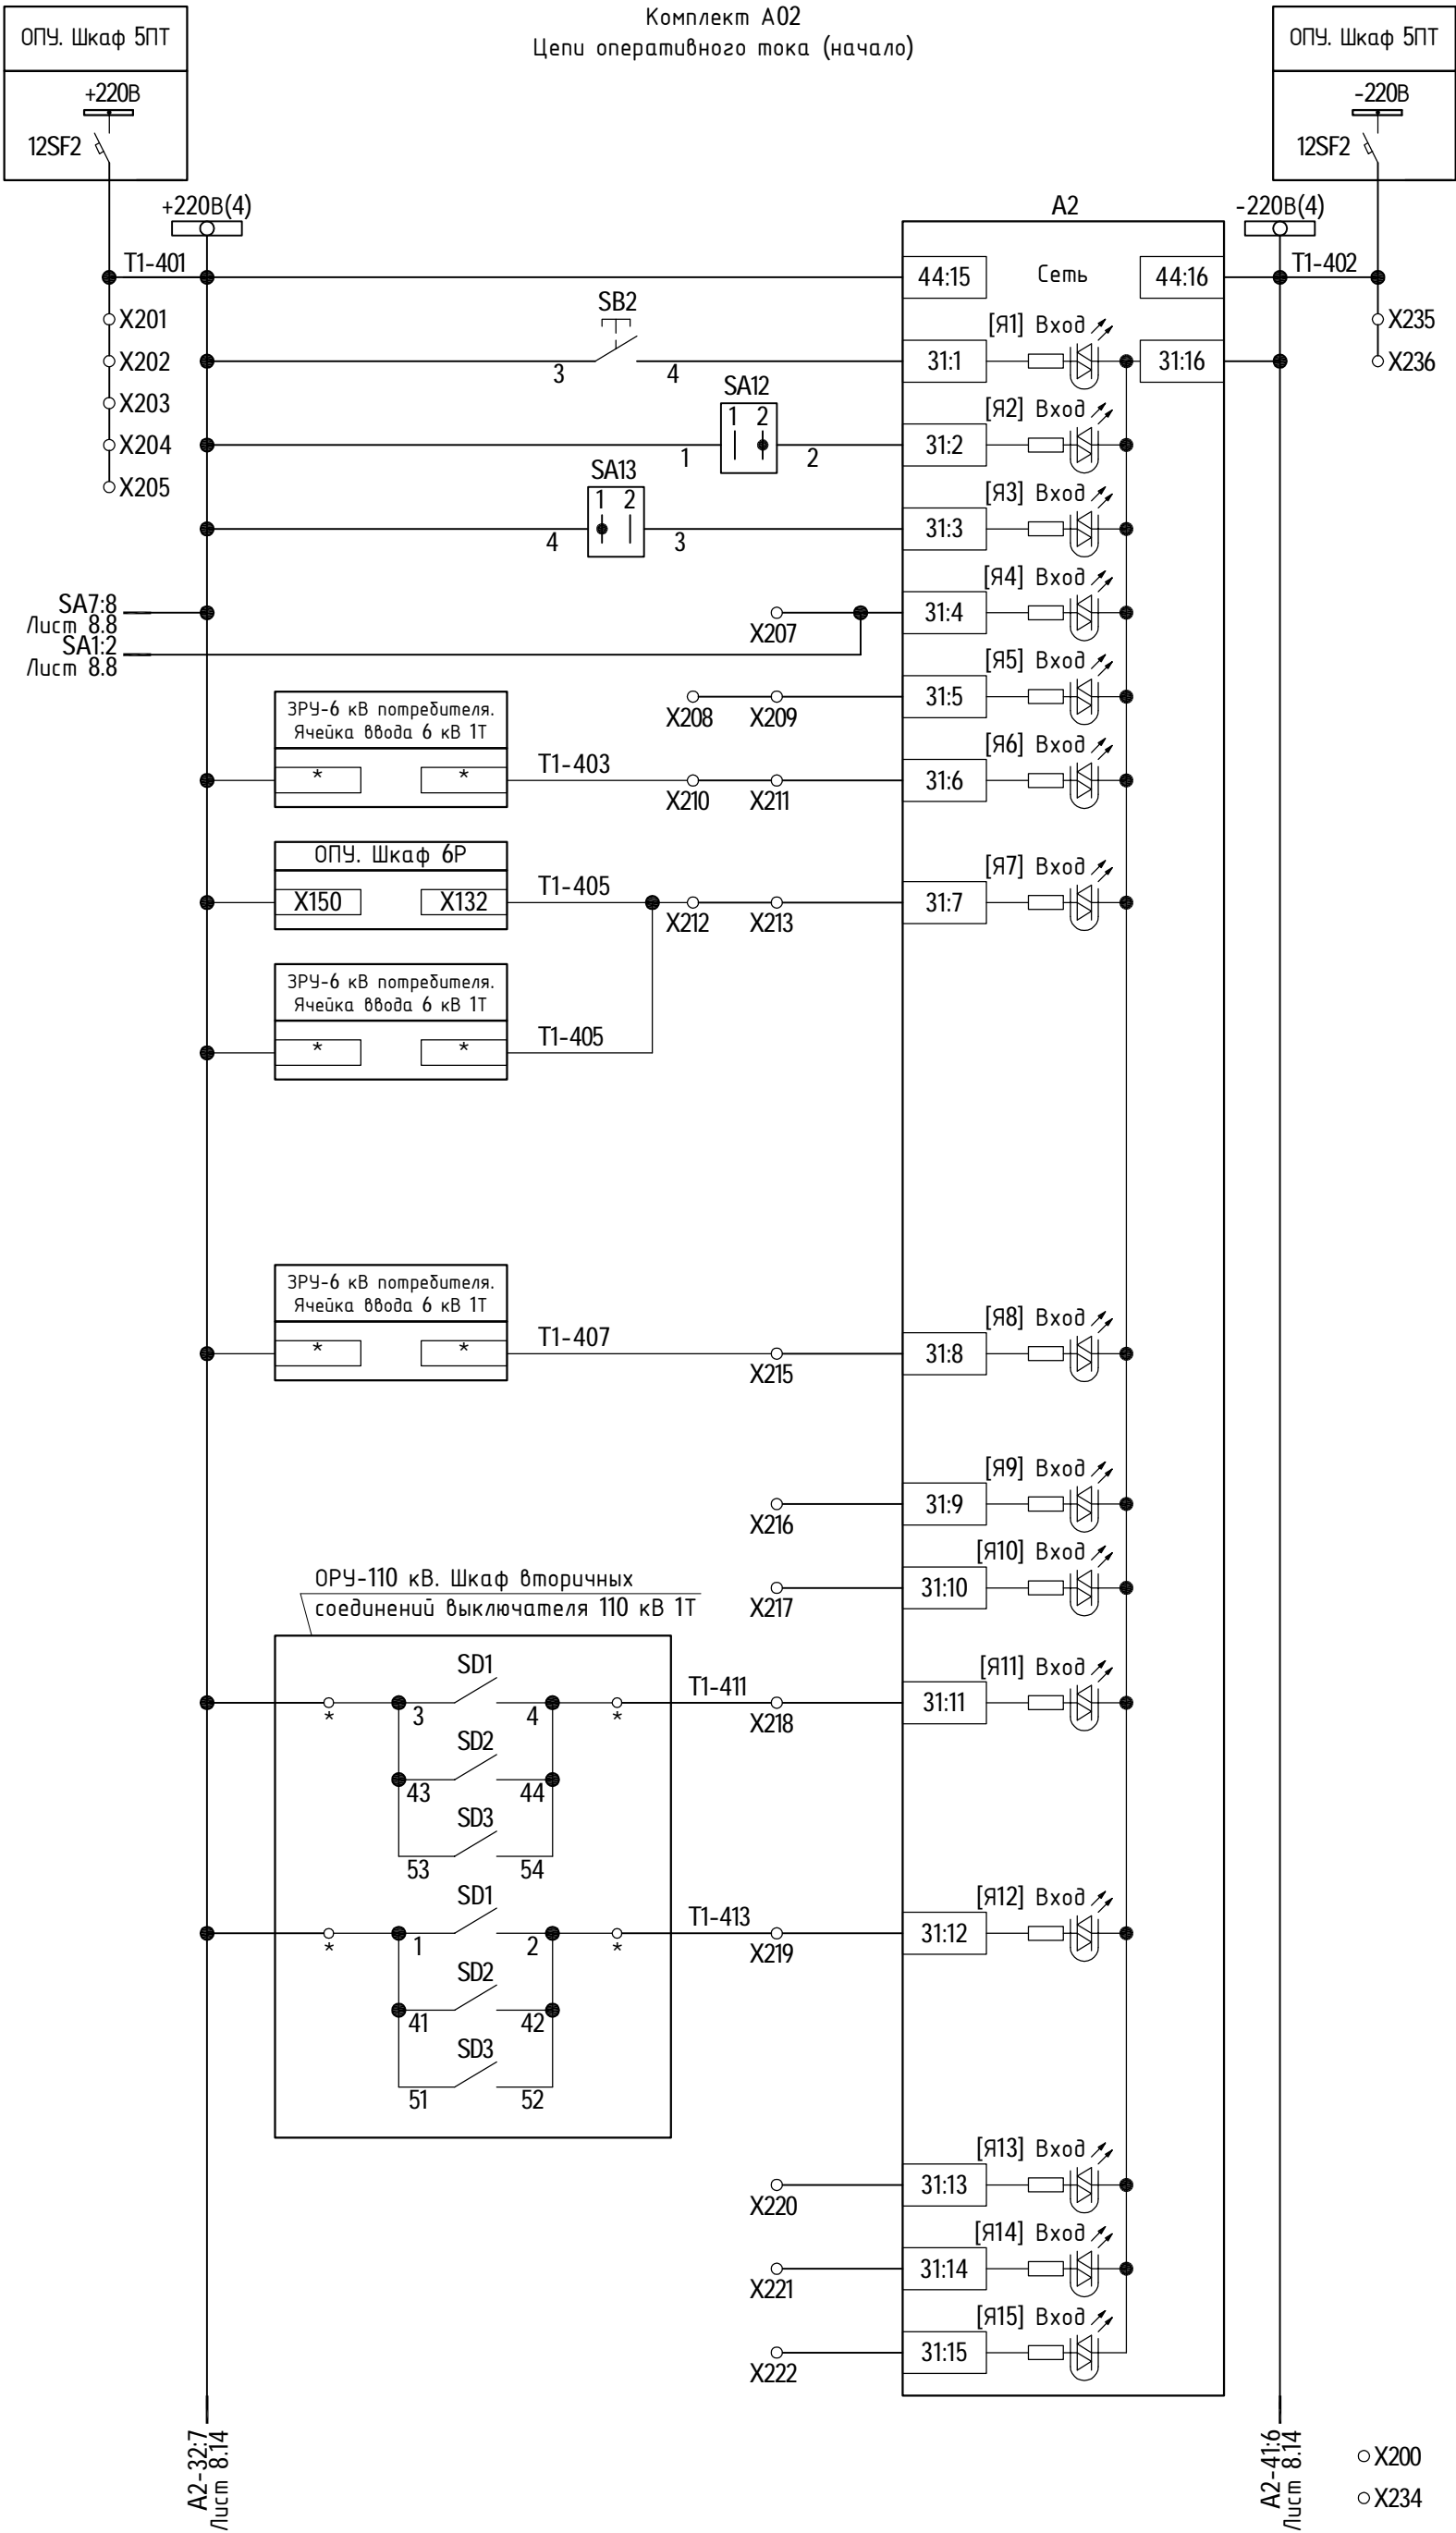 Комплект А02
Цепи оперативного тока (начало)
ОПУ. Шкаф 5ПТ
+220В
12SF2
ОПУ. Шкаф 5ПТ
-220В
12SF2
+220В(4)
А2
-220В(4)
Т1-401
44:15
Сеть
44:16
Т1-402
Х201
Х202
Х203
Х204
Х205
Х235
Х236
SB2
3
4
31:1
[Я1] Вход
31:16
SA12
1 2
1
2
31:2
[Я2] Вход
SA13
1 2
4
3
31:3
[Я3] Вход
SA7:8
Лист 8.8
SA1:2
Лист 8.8
Х207
31:4
[Я4] Вход
Х208
Х209
31:5
[Я5] Вход
ЗРУ-6 кВ потребителя.
Ячейка ввода 6 кВ 1Т
*
*
Т1-403
Х210
Х211
31:6
[Я6] Вход
ОПУ. Шкаф 6Р
Х150
Х132
Т1-405
Х212
Х213
31:7
[Я7] Вход
ЗРУ-6 кВ потребителя.
Ячейка ввода 6 кВ 1Т
*
*
Т1-405
ЗРУ-6 кВ потребителя.
Ячейка ввода 6 кВ 1Т
*
*
Т1-407
Х215
31:8
[Я8] Вход
Х216
31:9
[Я9] Вход
Х217
31:10
[Я10] Вход
ОРУ-110 кВ. Шкаф вторичных
соединений выключателя 110 кВ 1Т
SD1
*
3
4
*
Т1-411
Х218
31:11
[Я11] Вход
SD2
43
44
SD3
53
54
SD1
*
1
2
*
Т1-413
Х219
31:12
[Я12] Вход
SD2
41
42
SD3
51
52
Х220
31:13
[Я13] Вход
Х221
31:14
[Я14] Вход
Х222
31:15
[Я15] Вход
А2-32:7
Лист 8.14
А2-41:6
Лист 8.14
Х200
Х234